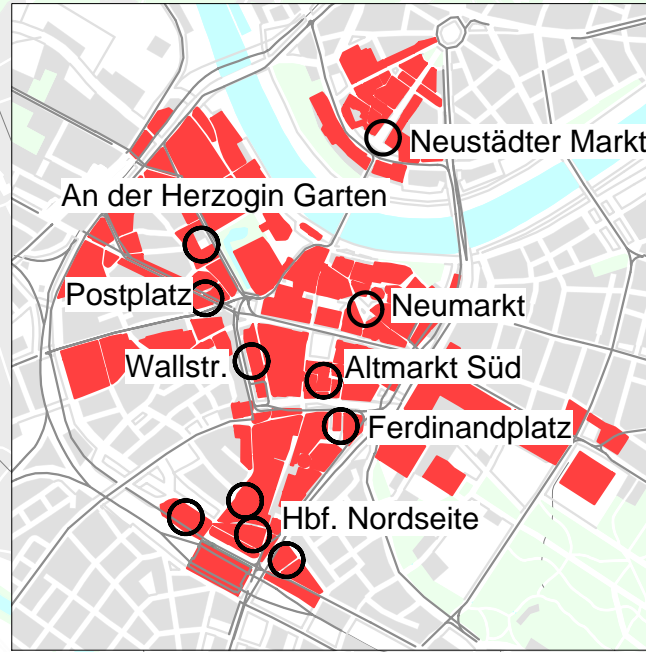 Neustädter Markt
An der Herzogin Garten
Postplatz
Neumarkt
Wallstr.
Altmarkt Süd
Ferdinandplatz
Hbf. Nordseite